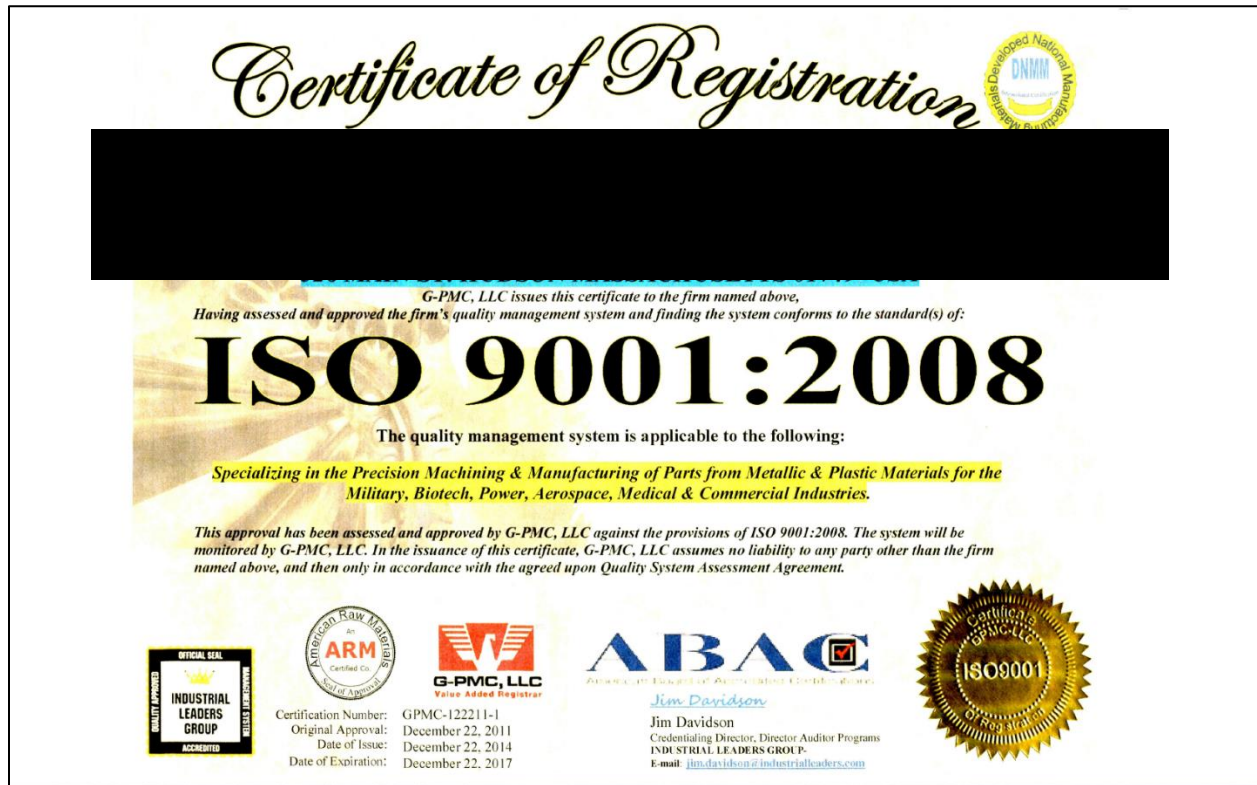 Certificate of Registration
Developed National Manufacturing Materials
DNMM
G-PMC, LLC issues this certificate to the firm named above,
Having assessed and approved the firm's quality management system and finding the system conforms to the standard(s) of:
ISO 9001:2008
The quality management system is applicable to the following:
Specializing in the Precision Machining & Manufacturing of Parts from Metallic & Plastic Materials for the
Military, Biotech, Power, Aerospace, Medical & Commercial Industries.
This approval has been assessed and approved by G-PMC, LLC against the provisions of ISO 9001:2008. The system will be
monitored by G-PMC, LLC. In the issuance of this certificate, G-PMC, LLC assumes no liability to any party other than the firm
named above, and then only in accordance with the agreed upon Quality System Assessment Agreement.
OFFICIAL SEAL
QUALITY APPROVED
MANAGEMENT SYSTEM
INDUSTRIAL
LEADERS
GROUP
ACCREDITED
American Raw Materials
An
ARM
Certified Co.
Seal of Approval
G-PMC, LLC
Value Added Registrar
ABAC
American Board of Accredited Certifications
Certificate
GPMC-LLC
ISO9001
Of Registration
Certification Number: GPMC-122211-1
Original Approval: December 22, 2011
Date of Issue: December 22, 2014
Date of Expiration: December 22, 2017
Jim Davidson
Jim Davidson
Credentialing Director, Director Auditor Programs
INDUSTRIAL LEADERS GROUP-
E-mail: jim.davidson@industrialleaders.com